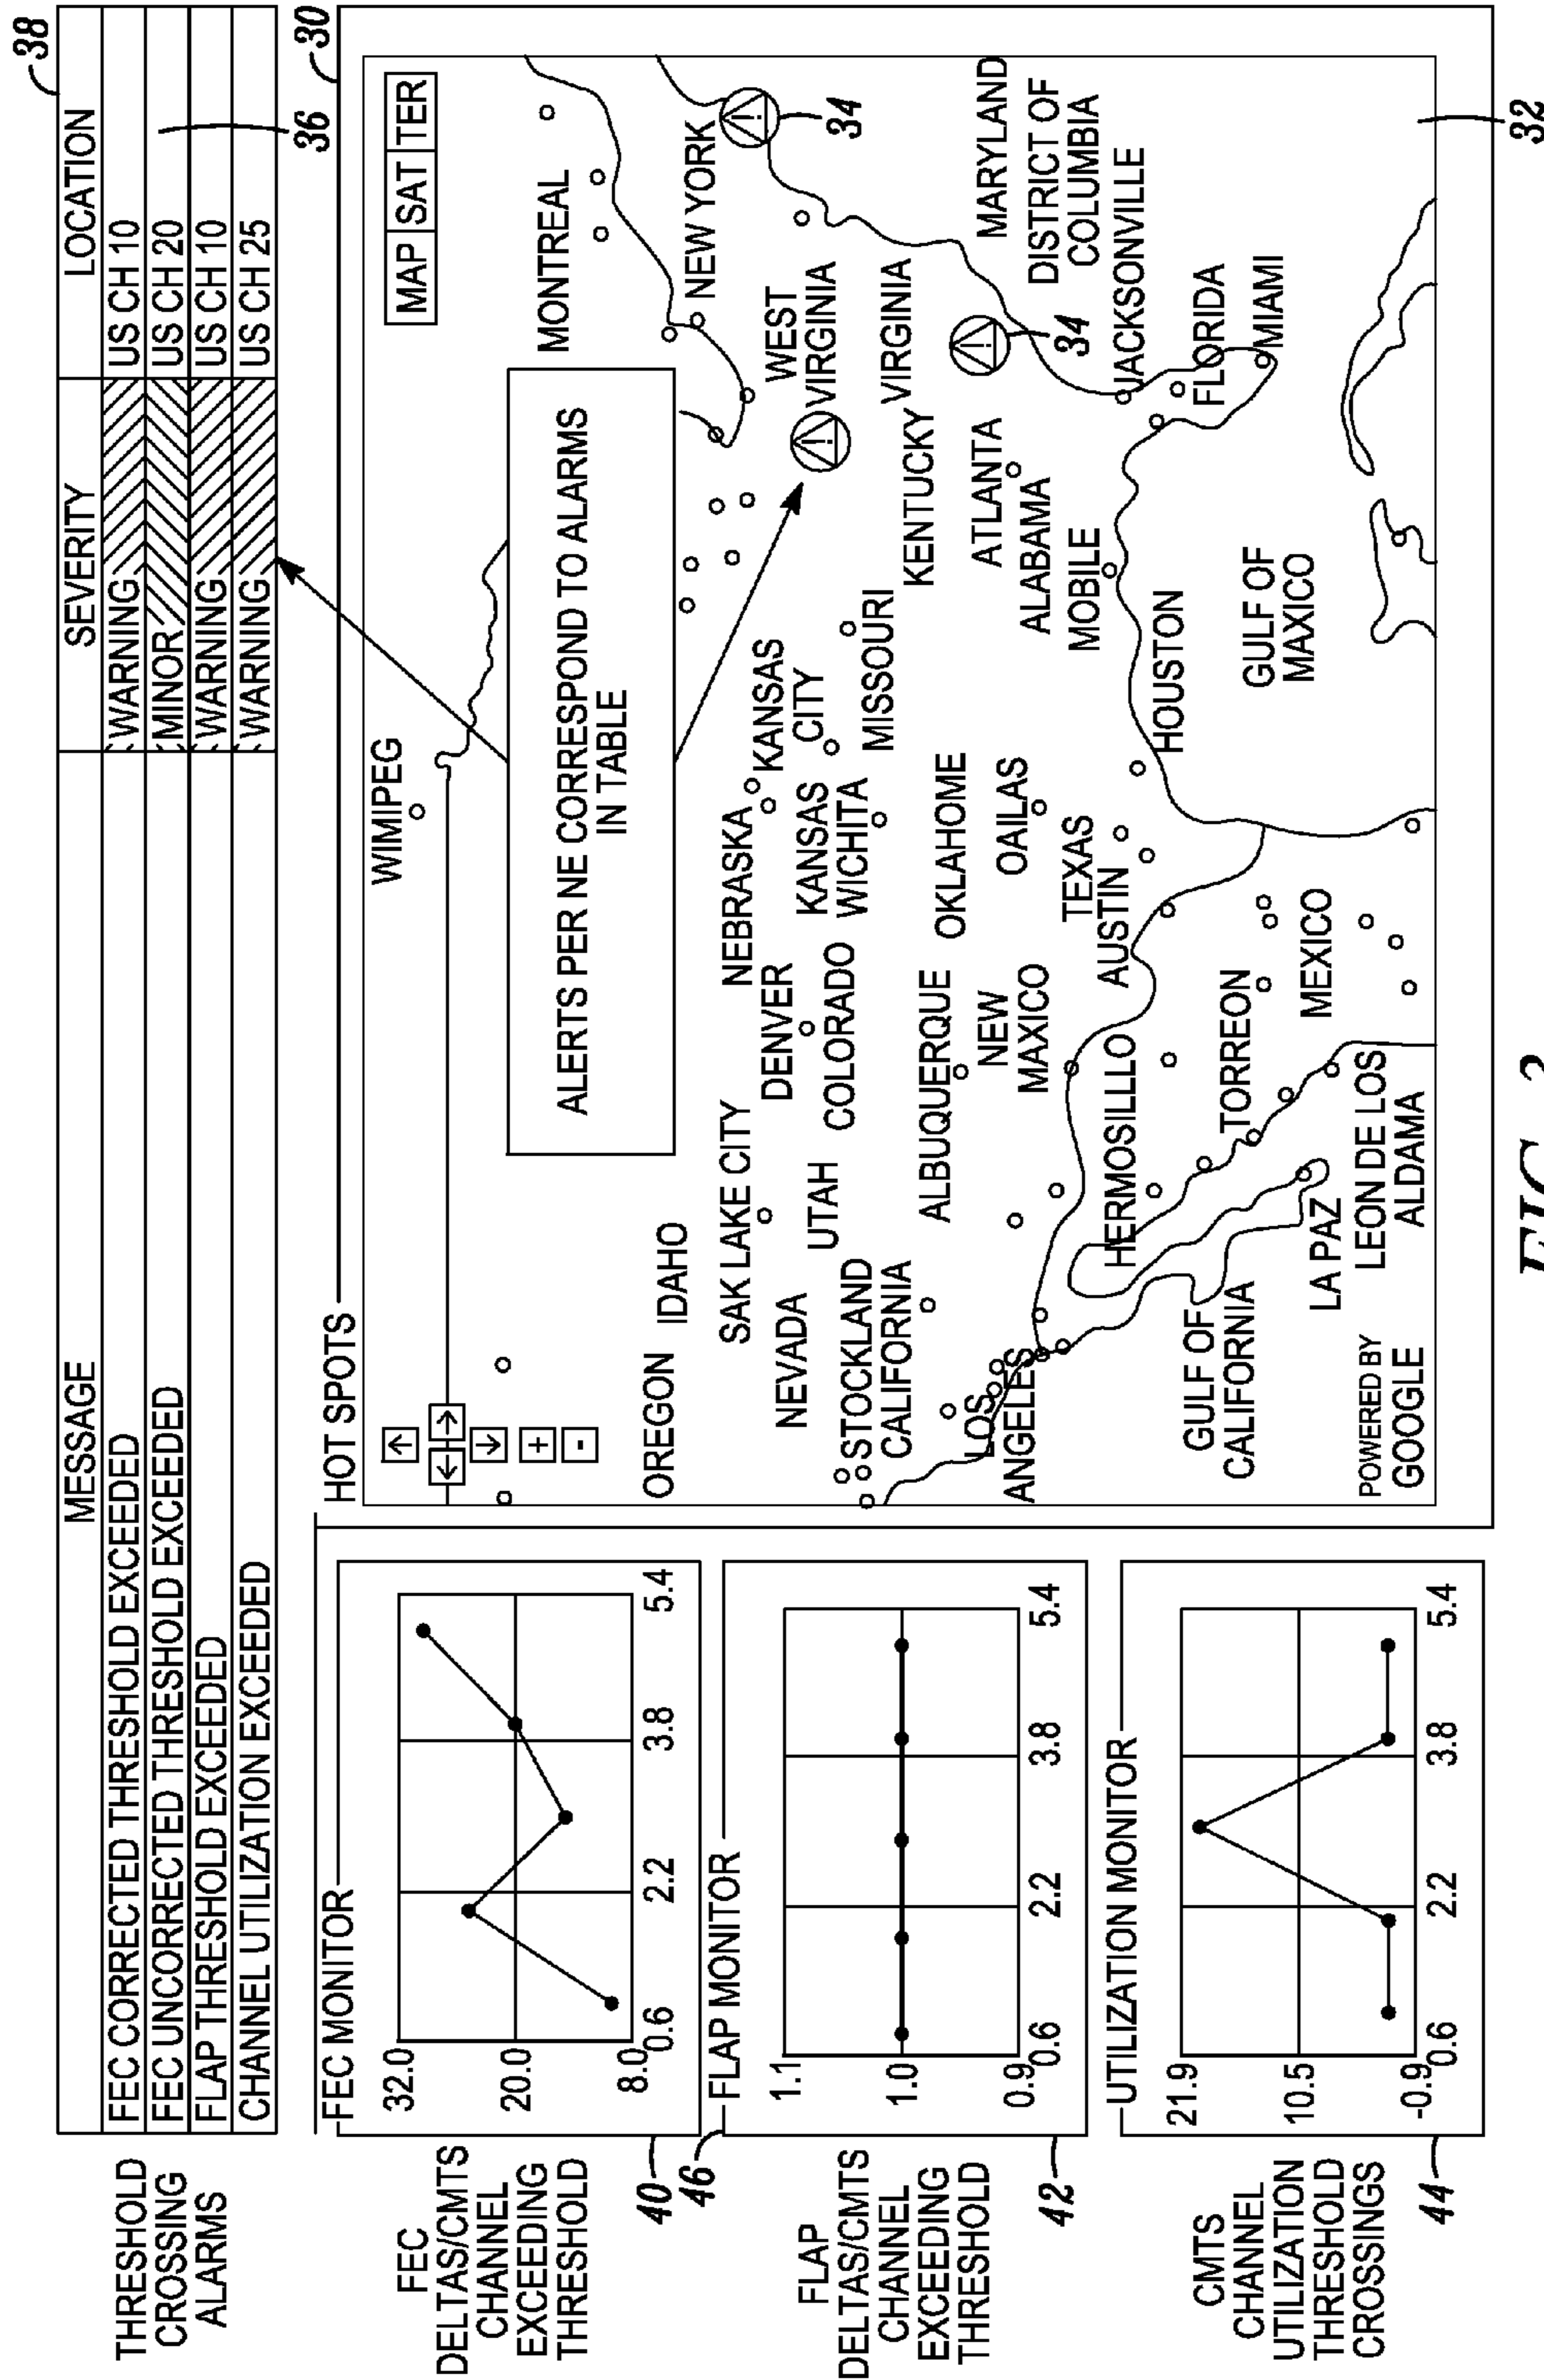 38
MESSAGE SEVERITY LOCATION
FEC CORRECTED THRESHOLD EXCEEDED WARNING US CH 10
FEC UNCORRECTED THRESHOLD EXCEEDED MINOR US CH 20
FLAP THRESHOLD EXCEEDED WARNING US CH 10
CHANNEL UTILIZATION EXCEEDED WARNING US CH 25
THRESHOLD
CROSSING
ALARMS
36
30
FEC MONITOR
32.0
20.0
8.0
0.6 2.2 3.8 5.4
FEC
DELTAS/CMTS
CHANNEL
EXCEEDING
THRESHOLD
40
46
FLAP MONITOR
1.1
1.0
0.9
0.6 2.2 3.8 5.4
FLAP
DELTAS/CMTS
CHANNEL
EXCEEDING
THRESHOLD
42
UTILIZATION MONITOR
21.9
10.5
-0.9
0.6 2.2 3.8 5.4
CMTS
CHANNEL
UTILIZATION
THRESHOLD
CROSSINGS
44
HOT SPOTS
MAP SAT TER
+
-
WIMIPEG
ALERTS PER NE CORRESPOND TO ALARMS
IN TABLE
MONTREAL
OREGON
IDAHO
NEW YORK
SAK LAKE CITY
NEBRASKA
NEVADA
DENVER
KANSAS
CITY
WEST
VIRGINIA
34
UTAH
COLORADO
KANSAS
WICHITA
MISSOURI
STOCKLAND
CALIFORNIA
VIRGINIA
KENTUCKY
ALBUQUERQUE
OKLAHOME
ATLANTA
MARYLAND
LOS
ANGELES
NEW
MAXICO
OAILAS
ALABAMA
DISTRICT OF
COLUMBIA
34
TEXAS
MOBILE
AUSTIN
JACKSONVILLE
HERMOSILLLO
HOUSTON
GULF OF
CALIFORNIA
TORREON
FLORIDA
GULF OF
MAXICO
MIAMI
LA PAZ
MEXICO
LEON DE LOS
ALDAMA
POWERED BY
GOOGLE
32